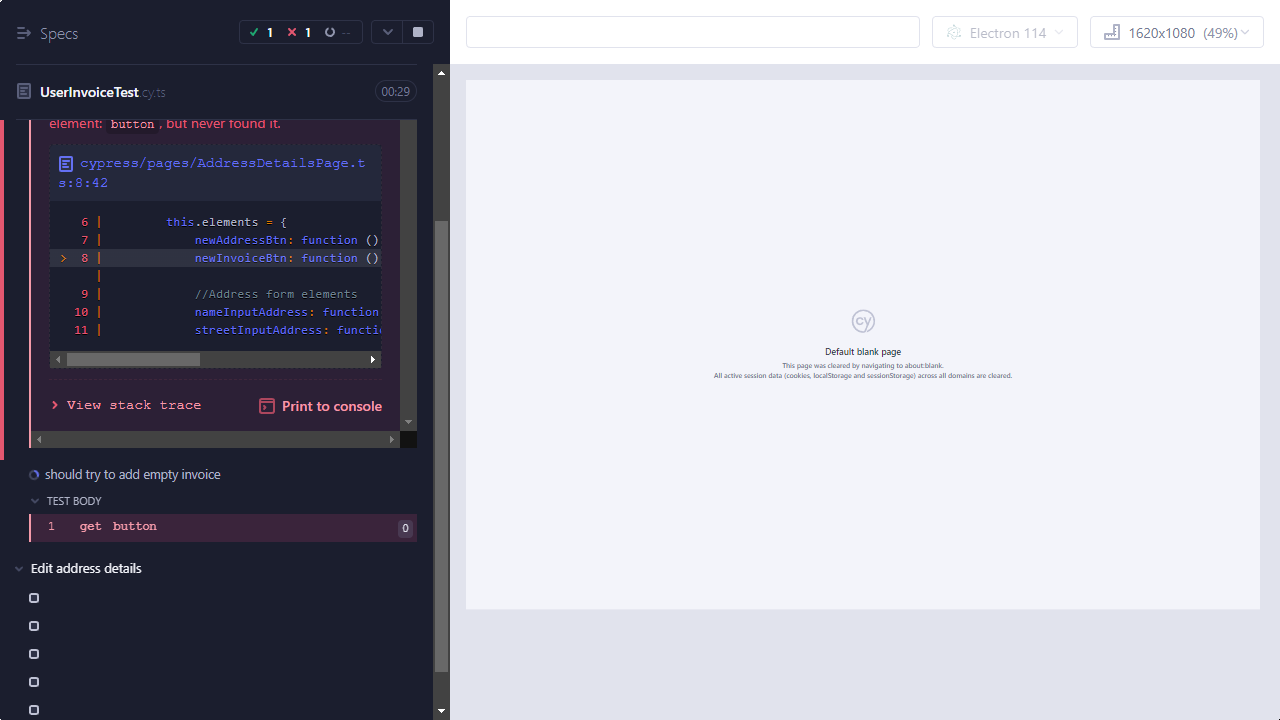 Specs
1
1
--
Electron 114
1620x1080 (49%)
UserInvoiceTest.cy.ts
00:29
element: button, but never found it.
cypress/pages/AddressDetailsPage.t
s:8:42
6 | this.elements = {
7 | newAddressBtn: function ()
> 8 | newInvoiceBtn: function ()
|
9 | //Address form elements
10 | nameInputAddress: function
11 | streetInputAddress: functio
View stack trace
Print to console
should try to add empty invoice
TEST BODY
1 get button 0
Edit address details
cy
Default blank page
This page was cleared by navigating to about:blank.
All active session data (cookies, localStorage and sessionStorage) across all domains are cleared.